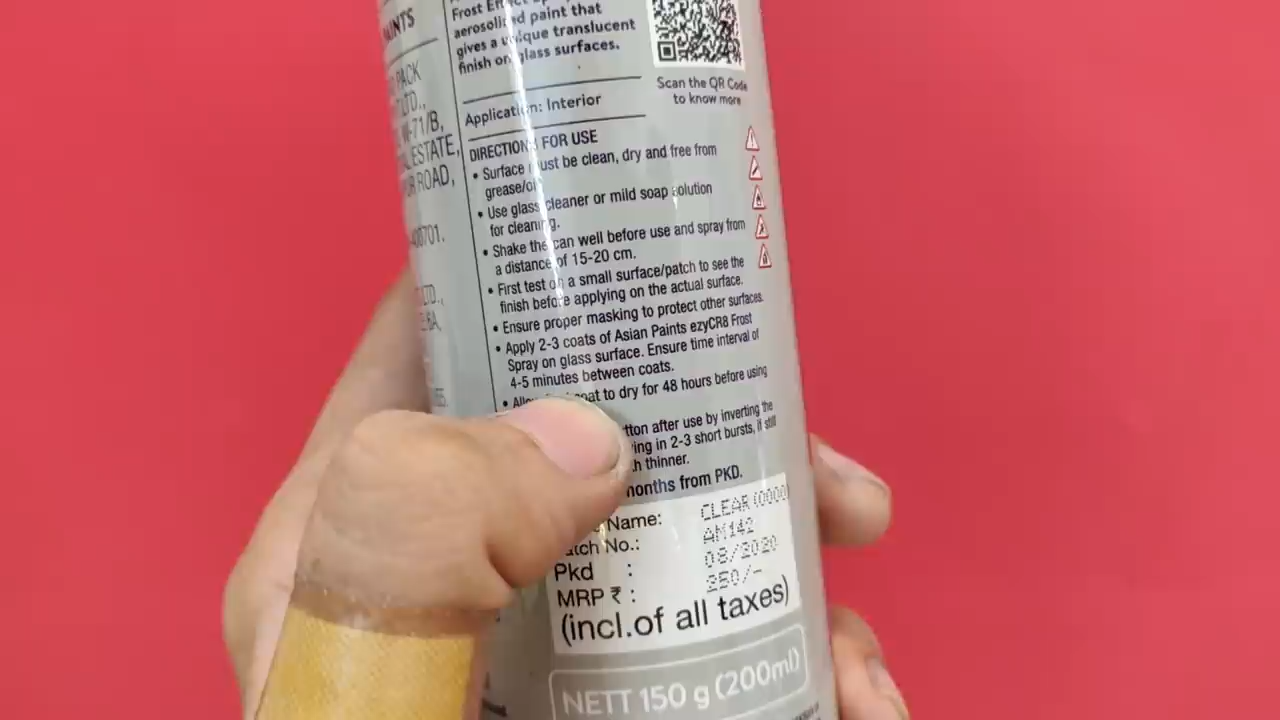 PACK
LTD.,
W-71/B,
ESTATE,
ROAD,
Frost Effect
aerosolized paint that
gives a unique translucent
finish on glass surfaces.
Scan the QR Code
to know more
Application: Interior
DIRECTIONS FOR USE
• Surface must be clean, dry and free from
grease/oil
• Use glass cleaner or mild soap solution
for cleaning.
• Shake the can well before use and spray from
a distance of 15-20 cm.
• First test on a small surface/patch to see the
finish before applying on the actual surface.
• Ensure proper masking to protect other surfaces.
• Apply 2-3 coats of Asian Paints ezyCR8 Frost
Spray on glass surface. Ensure time interval of
4-5 minutes between coats.
• Allow coat to dry for 48 hours before using
after use by inverting the
in 2-3 short bursts, if still
thinner.
months from PKD.
Name: CLEAR (0000)
Batch No.: AM142
Pkd : 08/2020
MRP ₹ : 250/-
(incl.of all taxes)
NETT 150 g (200ml)